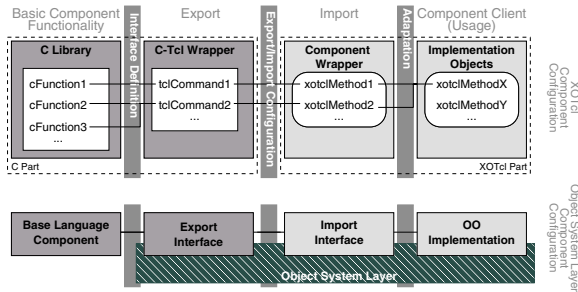 Basic Component
Functionality
Export
Import
Component Client
(Usage)
Interface Definition
Export/Import Configuration
Adaptation
C Library
cFunction1
cFunction2
cFunction3
...
C-Tcl Wrapper
tclCommand1
tclCommand2
...
Component
Wrapper
xotclMethod1
xotclMethod2
...
Implementation
Objects
xotclMethodX
xotclMethodY
...
C Part
XOTcl Part
XOTcl
Component
Configuration
Base Language
Component
Export
Interface
Import
Interface
OO
Implementation
Object System Layer
Object System Layer
Component
Configuration